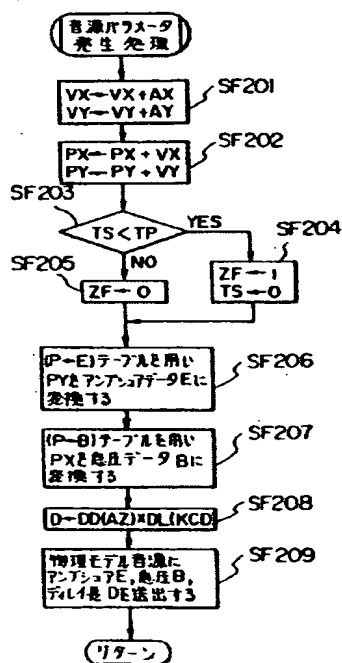 音源パラメータ
発生処理
VX←VX+AX
VY←VY+AY
SF201
PX←PX+VX
PY←PY+VY
SF202
SF203
TS<TP
YES
SF204
NO
SF205
ZF←0
ZF←1
TS←0
(P→E)テーブルを用い
PYをアンブシュアデータEに
変換する
SF206
(P→B)テーブルを用い
PXを息圧データBに
変換する
SF207
D←DD(AZ)*DL(KCD)
SF208
物理モデル音源に
アンブシュアE,息圧B,
ディレイ長Dを送出する
SF209
リターン